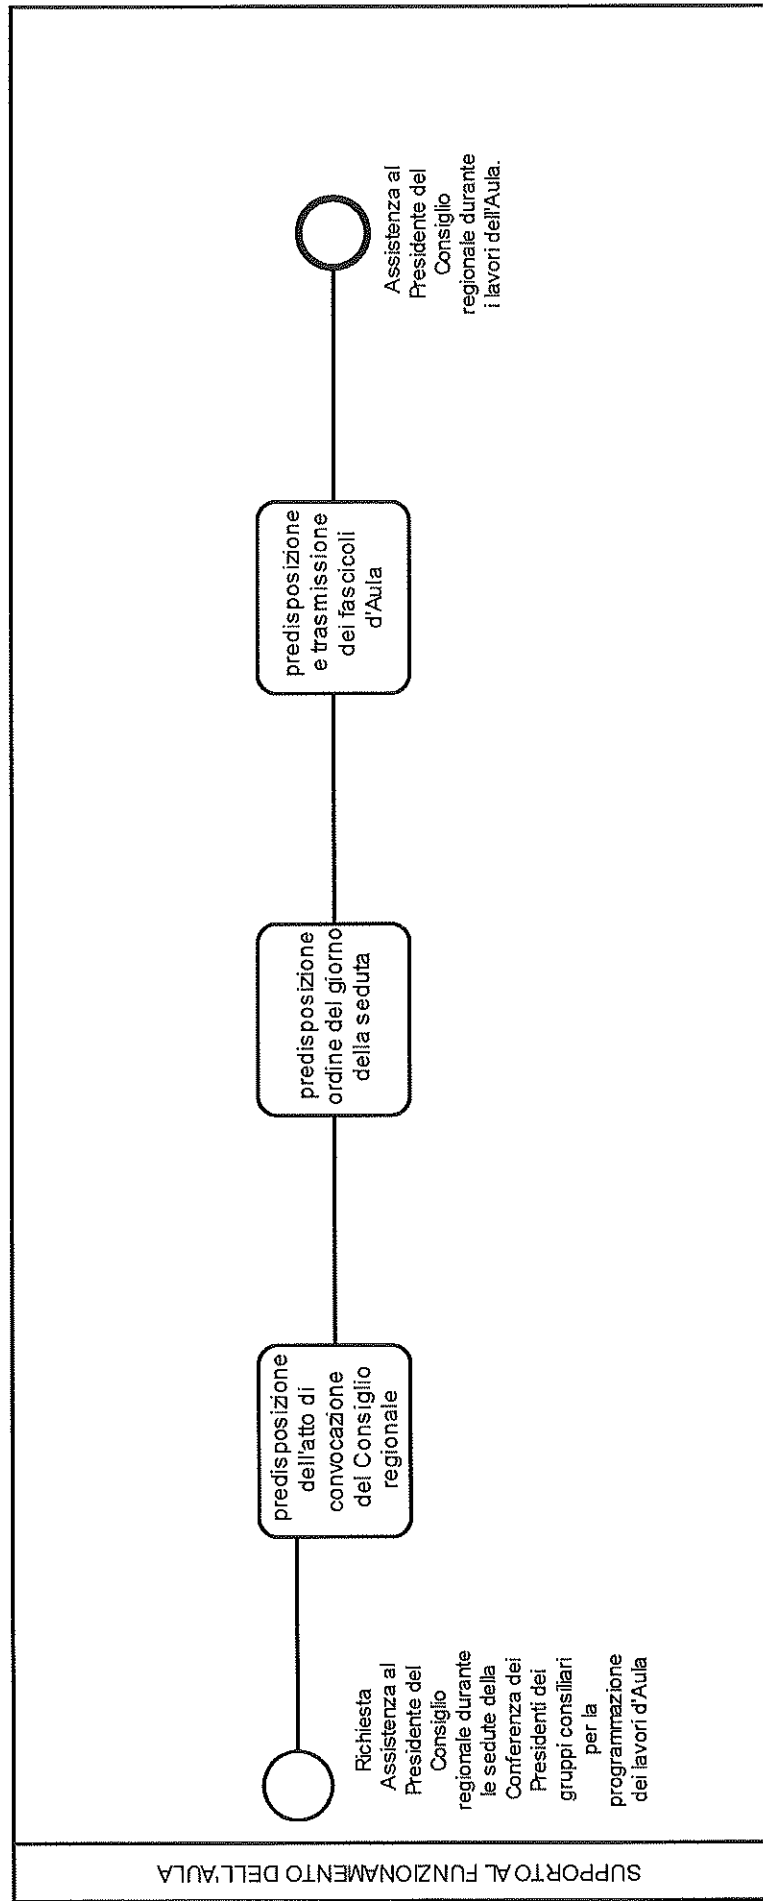 SUPPORTO AL FUNZIONAMENTO DELL'AULA
Richiesta
Assistenza al
Presidente del
Consiglio
regionale durante
le sedute della
Conferenza dei
Presidenti dei
gruppi consiliari
per la
programmazione
dei lavori d'Aula
predisposizione
dell'atto di
convocazione
del Consiglio
regionale
predisposizione
ordine del giorno
della seduta
predisposizione
e trasmissione
dei fascicoli
d'Aula
Assistenza al
Presidente del
Consiglio
regionale durante
i lavori dell'Aula.